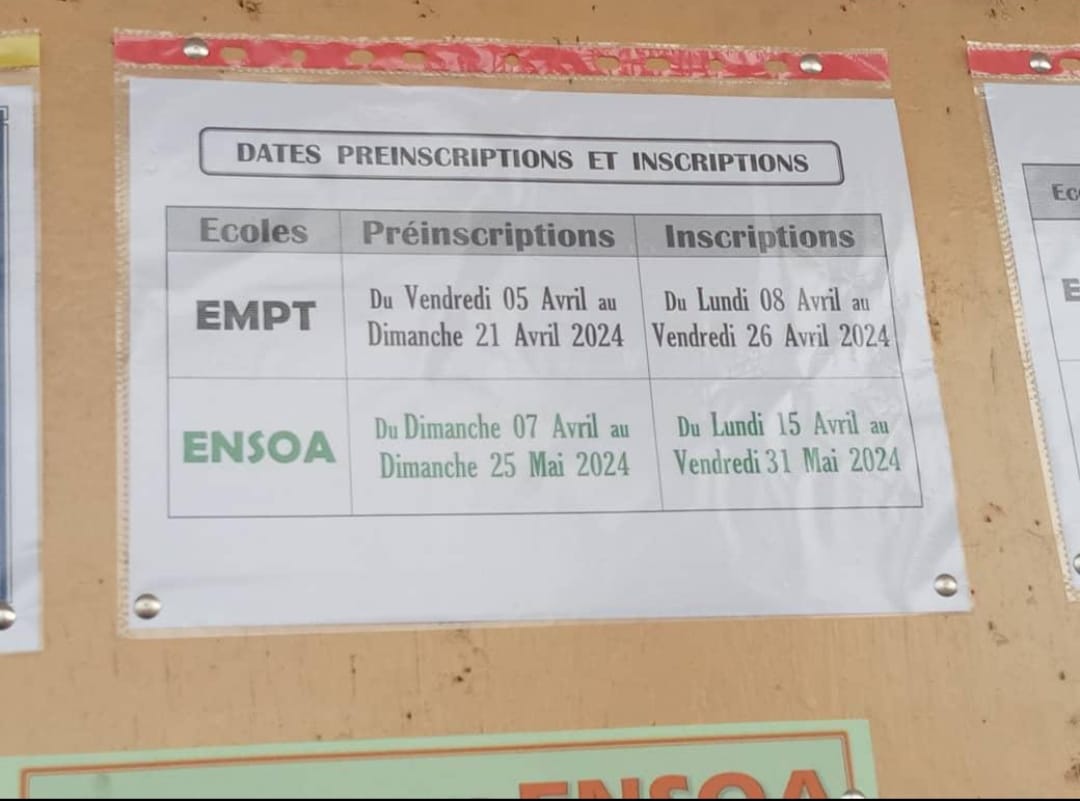 DATES PREINSCRIPTIONS ET INSCRIPTIONS
Ecoles Préinscriptions Inscriptions
EMPT
Du Vendredi 05 Avril au
Dimanche 21 Avril 2024
Du Lundi 08 Avril au
Vendredi 26 Avril 2024
ENSOA
Du Dimanche 07 Avril au
Dimanche 25 Mai 2024
Du Lundi 15 Avril au
Vendredi 31 Mai 2024
ENSOA